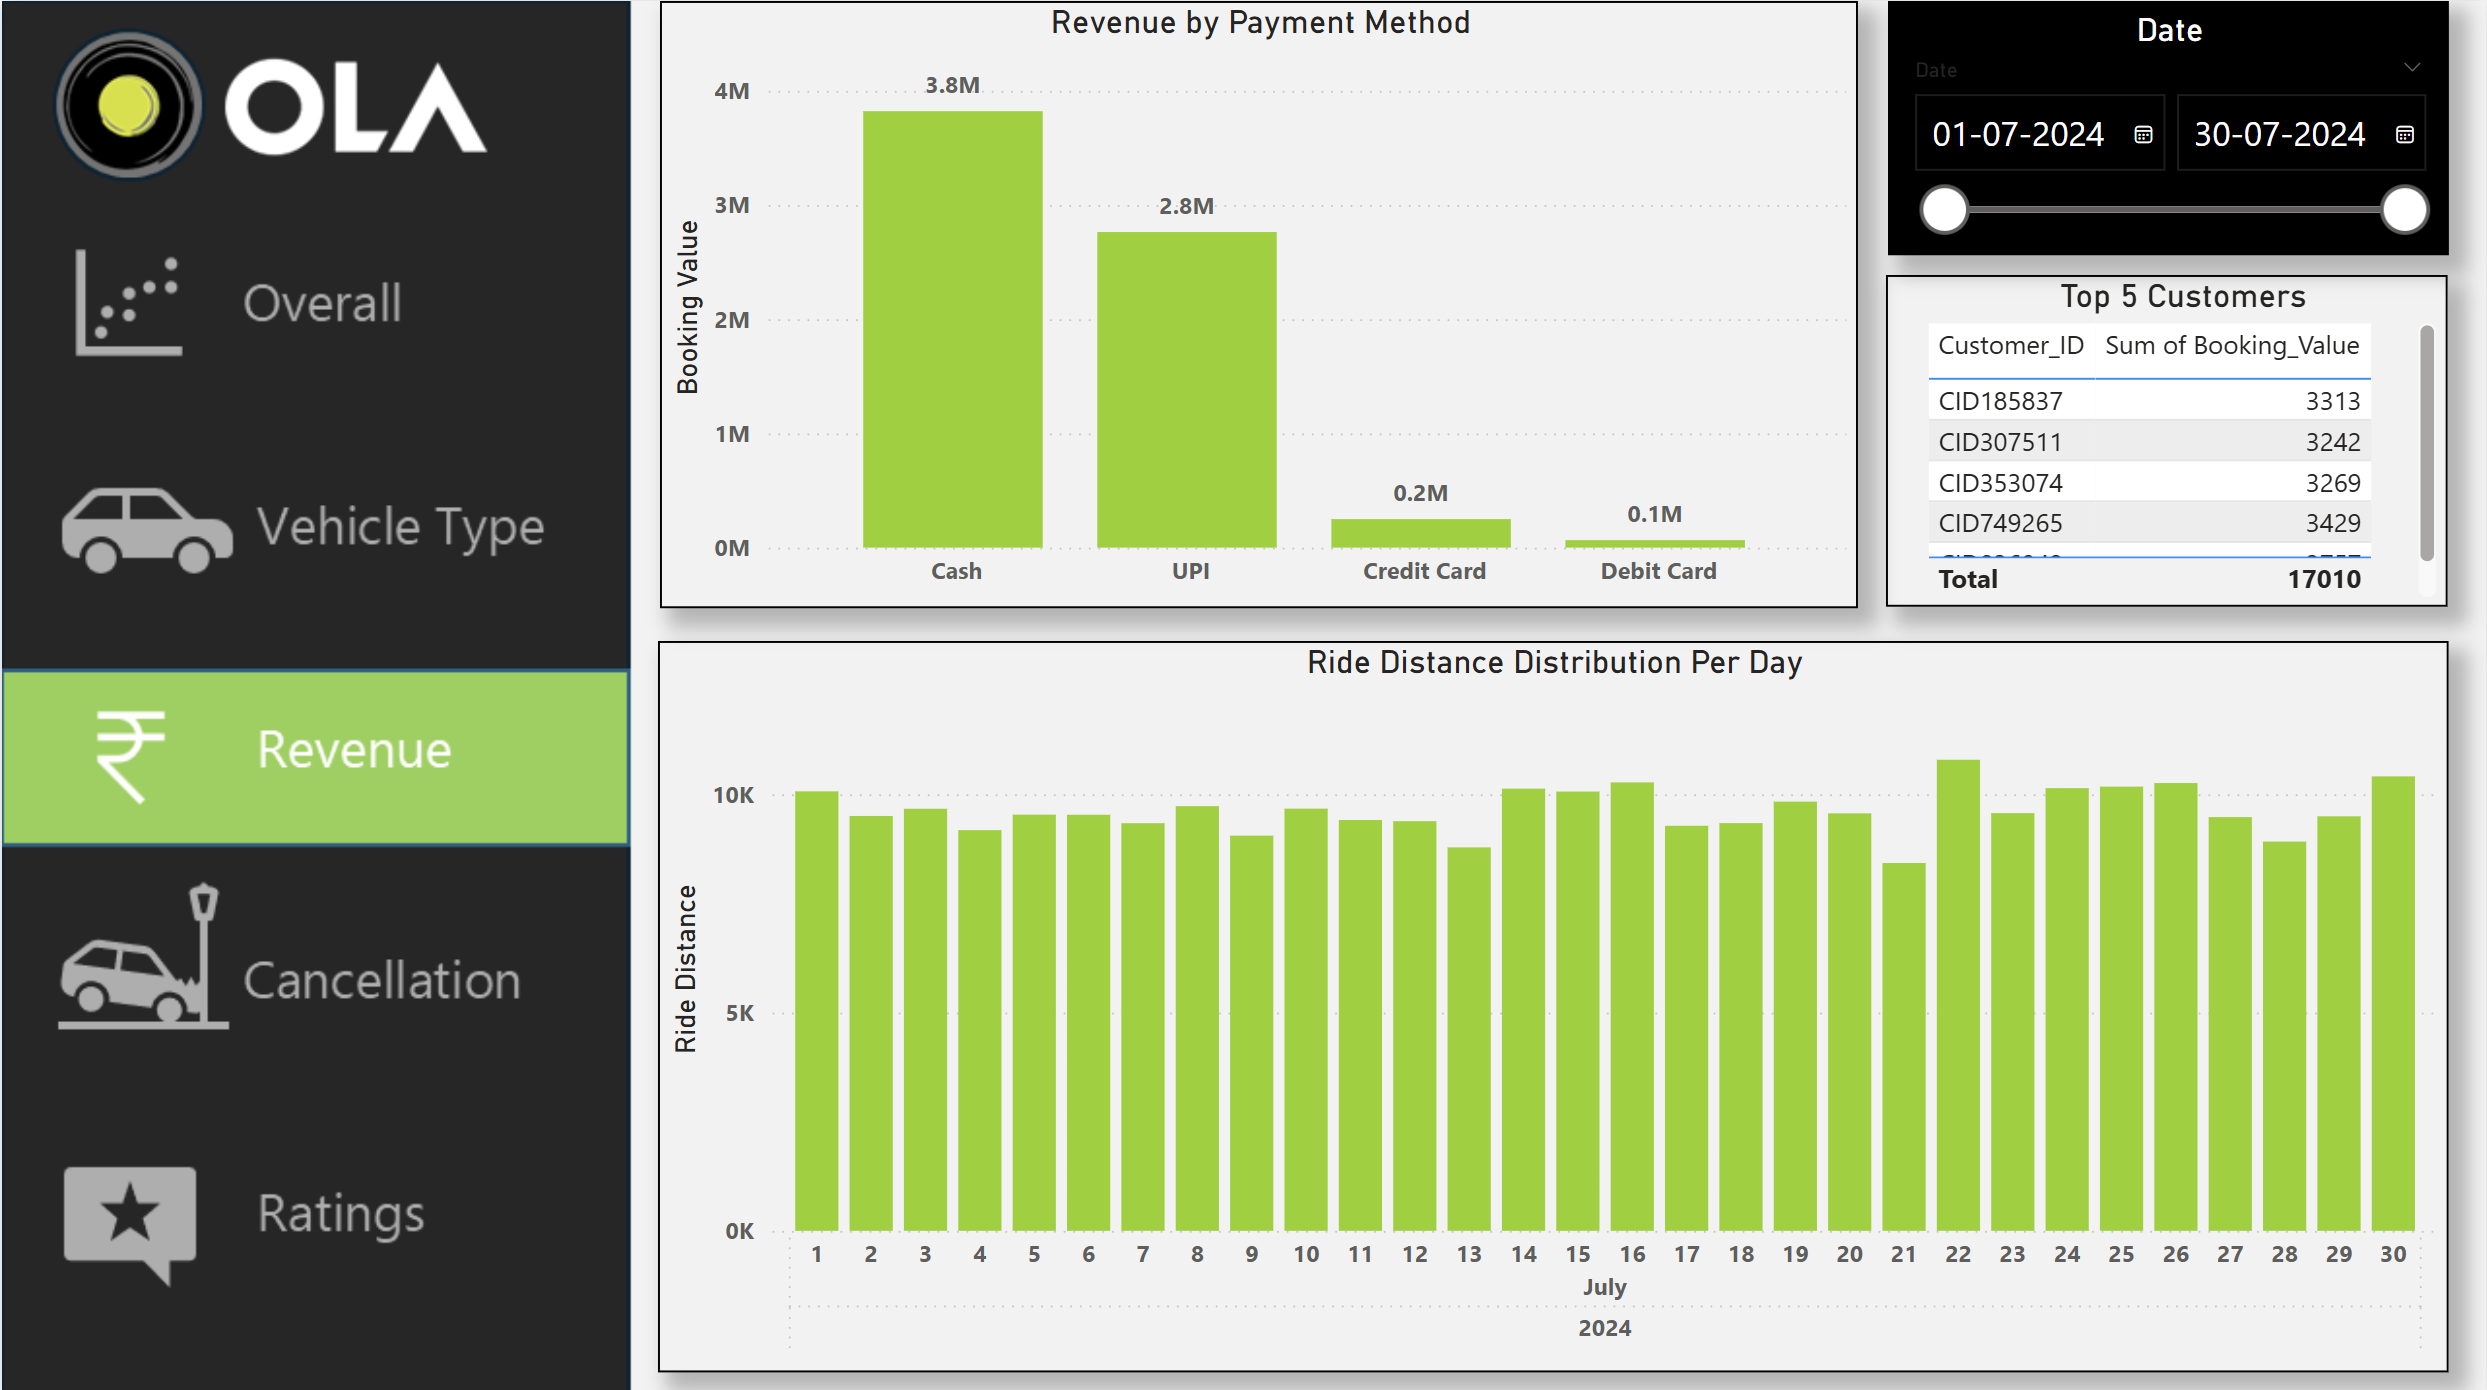 OLA
Overall
Vehicle Type
₹ Revenue
Cancellation
Ratings
Revenue by Payment Method
Booking Value
4M
3M
2M
1M
0M
3.8M
2.8M
0.2M
0.1M
Cash UPI Credit Card Debit Card
Date
Date
01-07-2024 30-07-2024
Top 5 Customers
Customer_ID Sum of Booking_Value
CID185837 3313
CID307511 3242
CID353074 3269
CID749265 3429
Total 17010
Ride Distance Distribution Per Day
Ride Distance
10K
5K
0K
1 2 3 4 5 6 7 8 9 10 11 12 13 14 15 16 17 18 19 20 21 22 23 24 25 26 27 28 29 30
July
2024